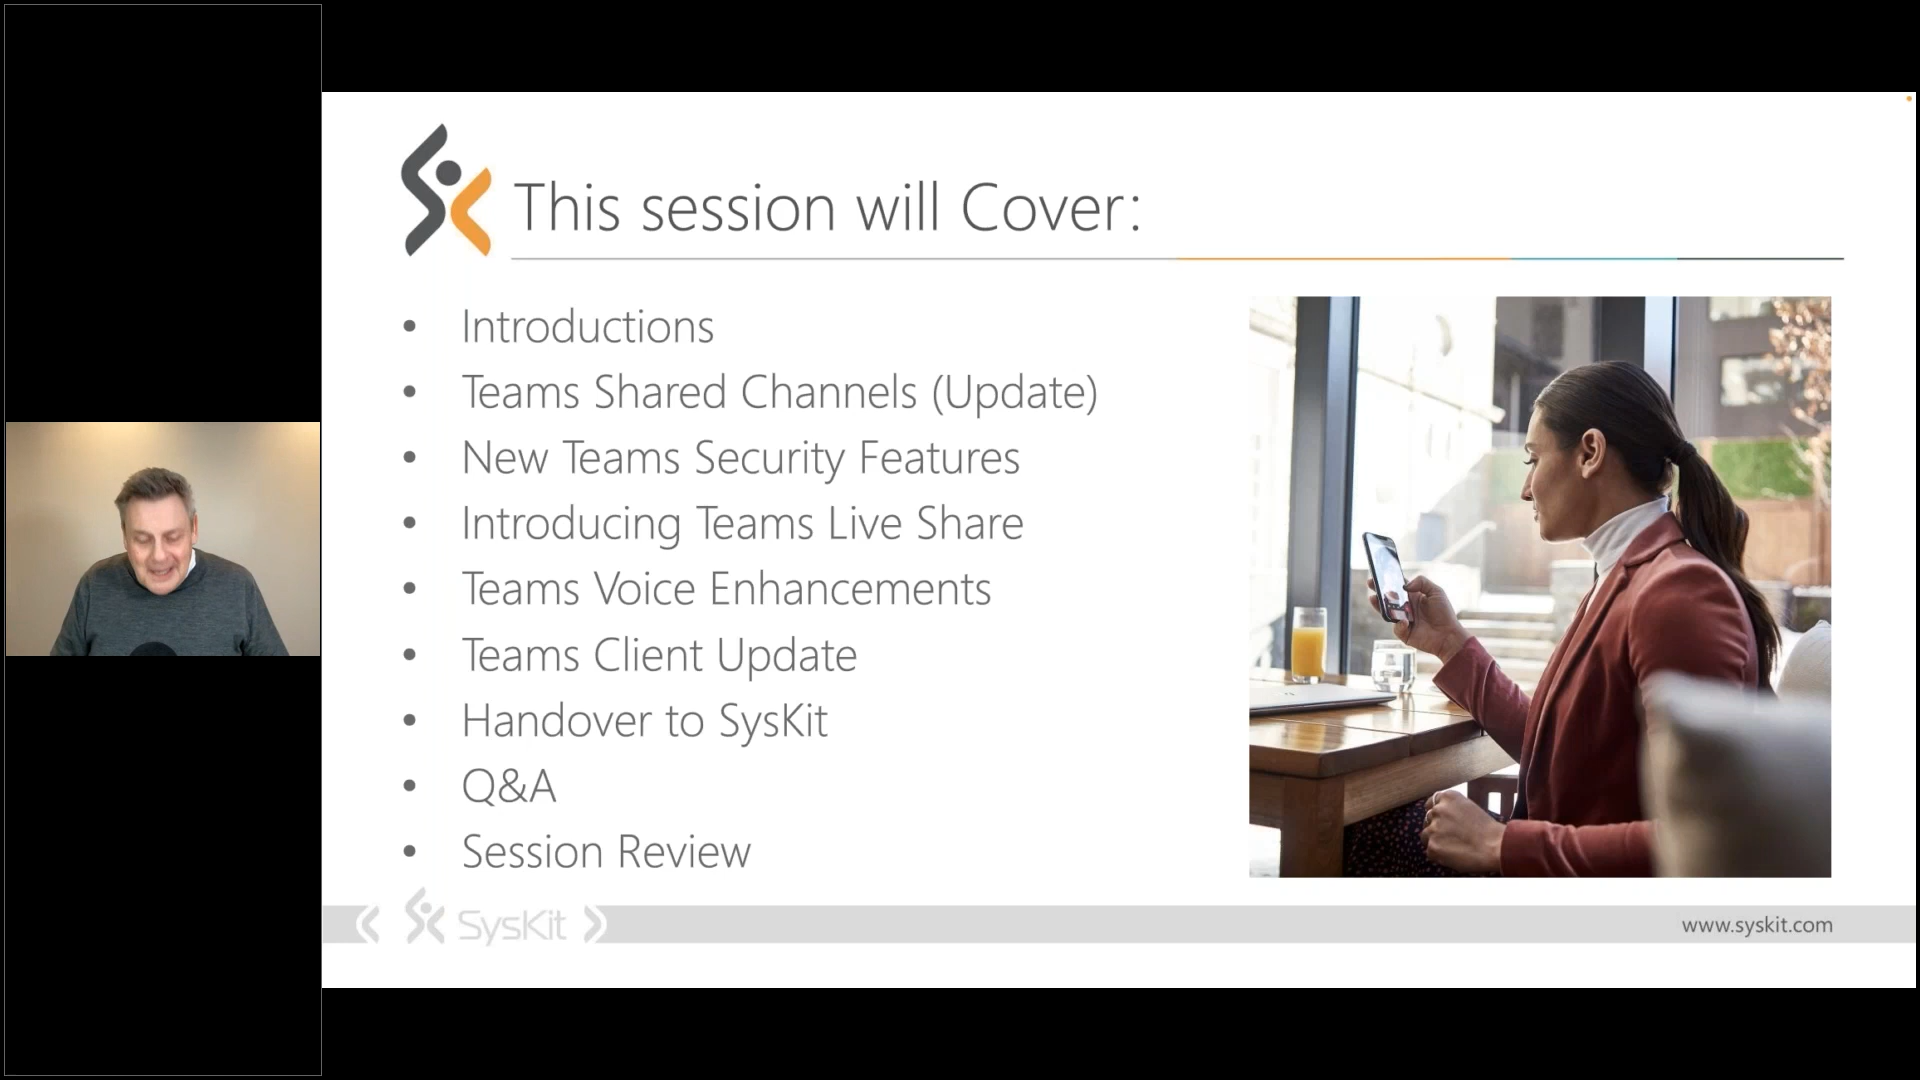 This session will Cover:
• Introductions
• Teams Shared Channels (Update)
• New Teams Security Features
• Introducing Teams Live Share
• Teams Voice Enhancements
• Teams Client Update
• Handover to SysKit
• Q&A
• Session Review
SysKit
www.syskit.com